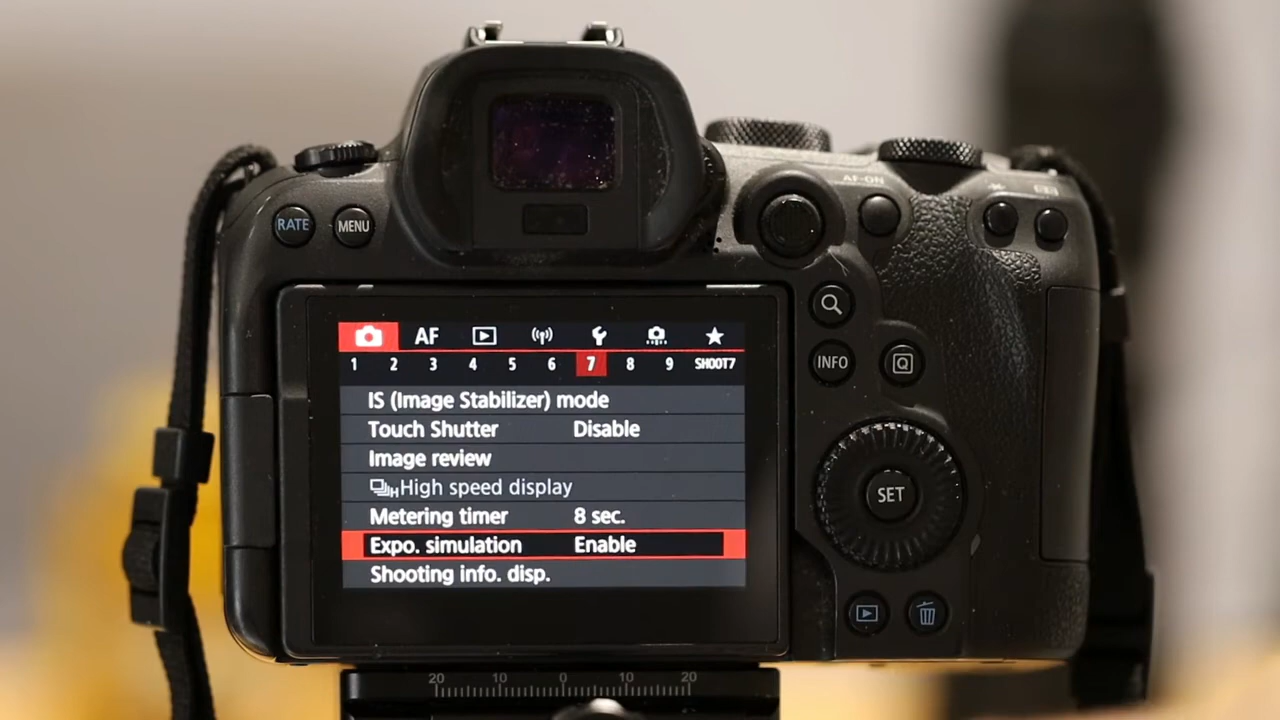 AF-ON
RATE
MENU
AF
1 2 3 4 5 6 7 8 9 SHOOT7
INFO
Q
IS (Image Stabilizer) mode
Touch Shutter Disable
Image review
H High speed display
Metering timer 8 sec.
SET
Expo. simulation Enable
Shooting info. disp.
20 10 0 10 20